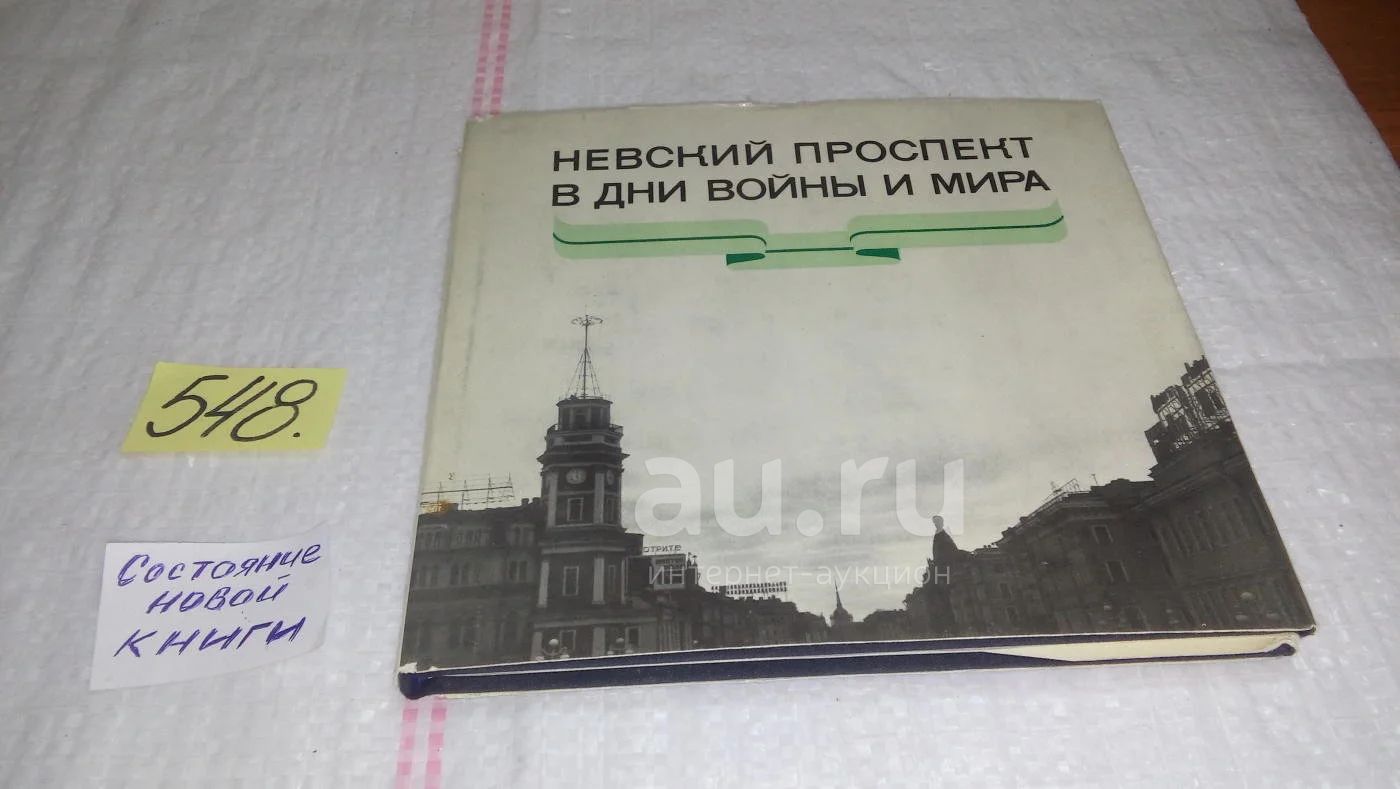 НЕВСКИЙ ПРОСПЕКТ
В ДНИ ВОЙНЫ И МИРА
548.
Состояние
новой
книги
au.ru
интернет-аукцион